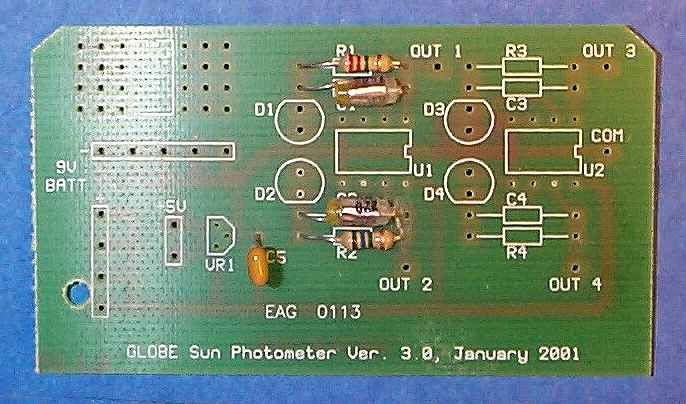 R1
OUT 1
R3
OUT 3
C3
D1
D3
COM
U1
U2
9V
BATT
D2
D4
C4
5V
VR1
C5
R2
R4
OUT 2
OUT 4
EAG 0113
GLOBE Sun Photometer Ver. 3.0, January 2001